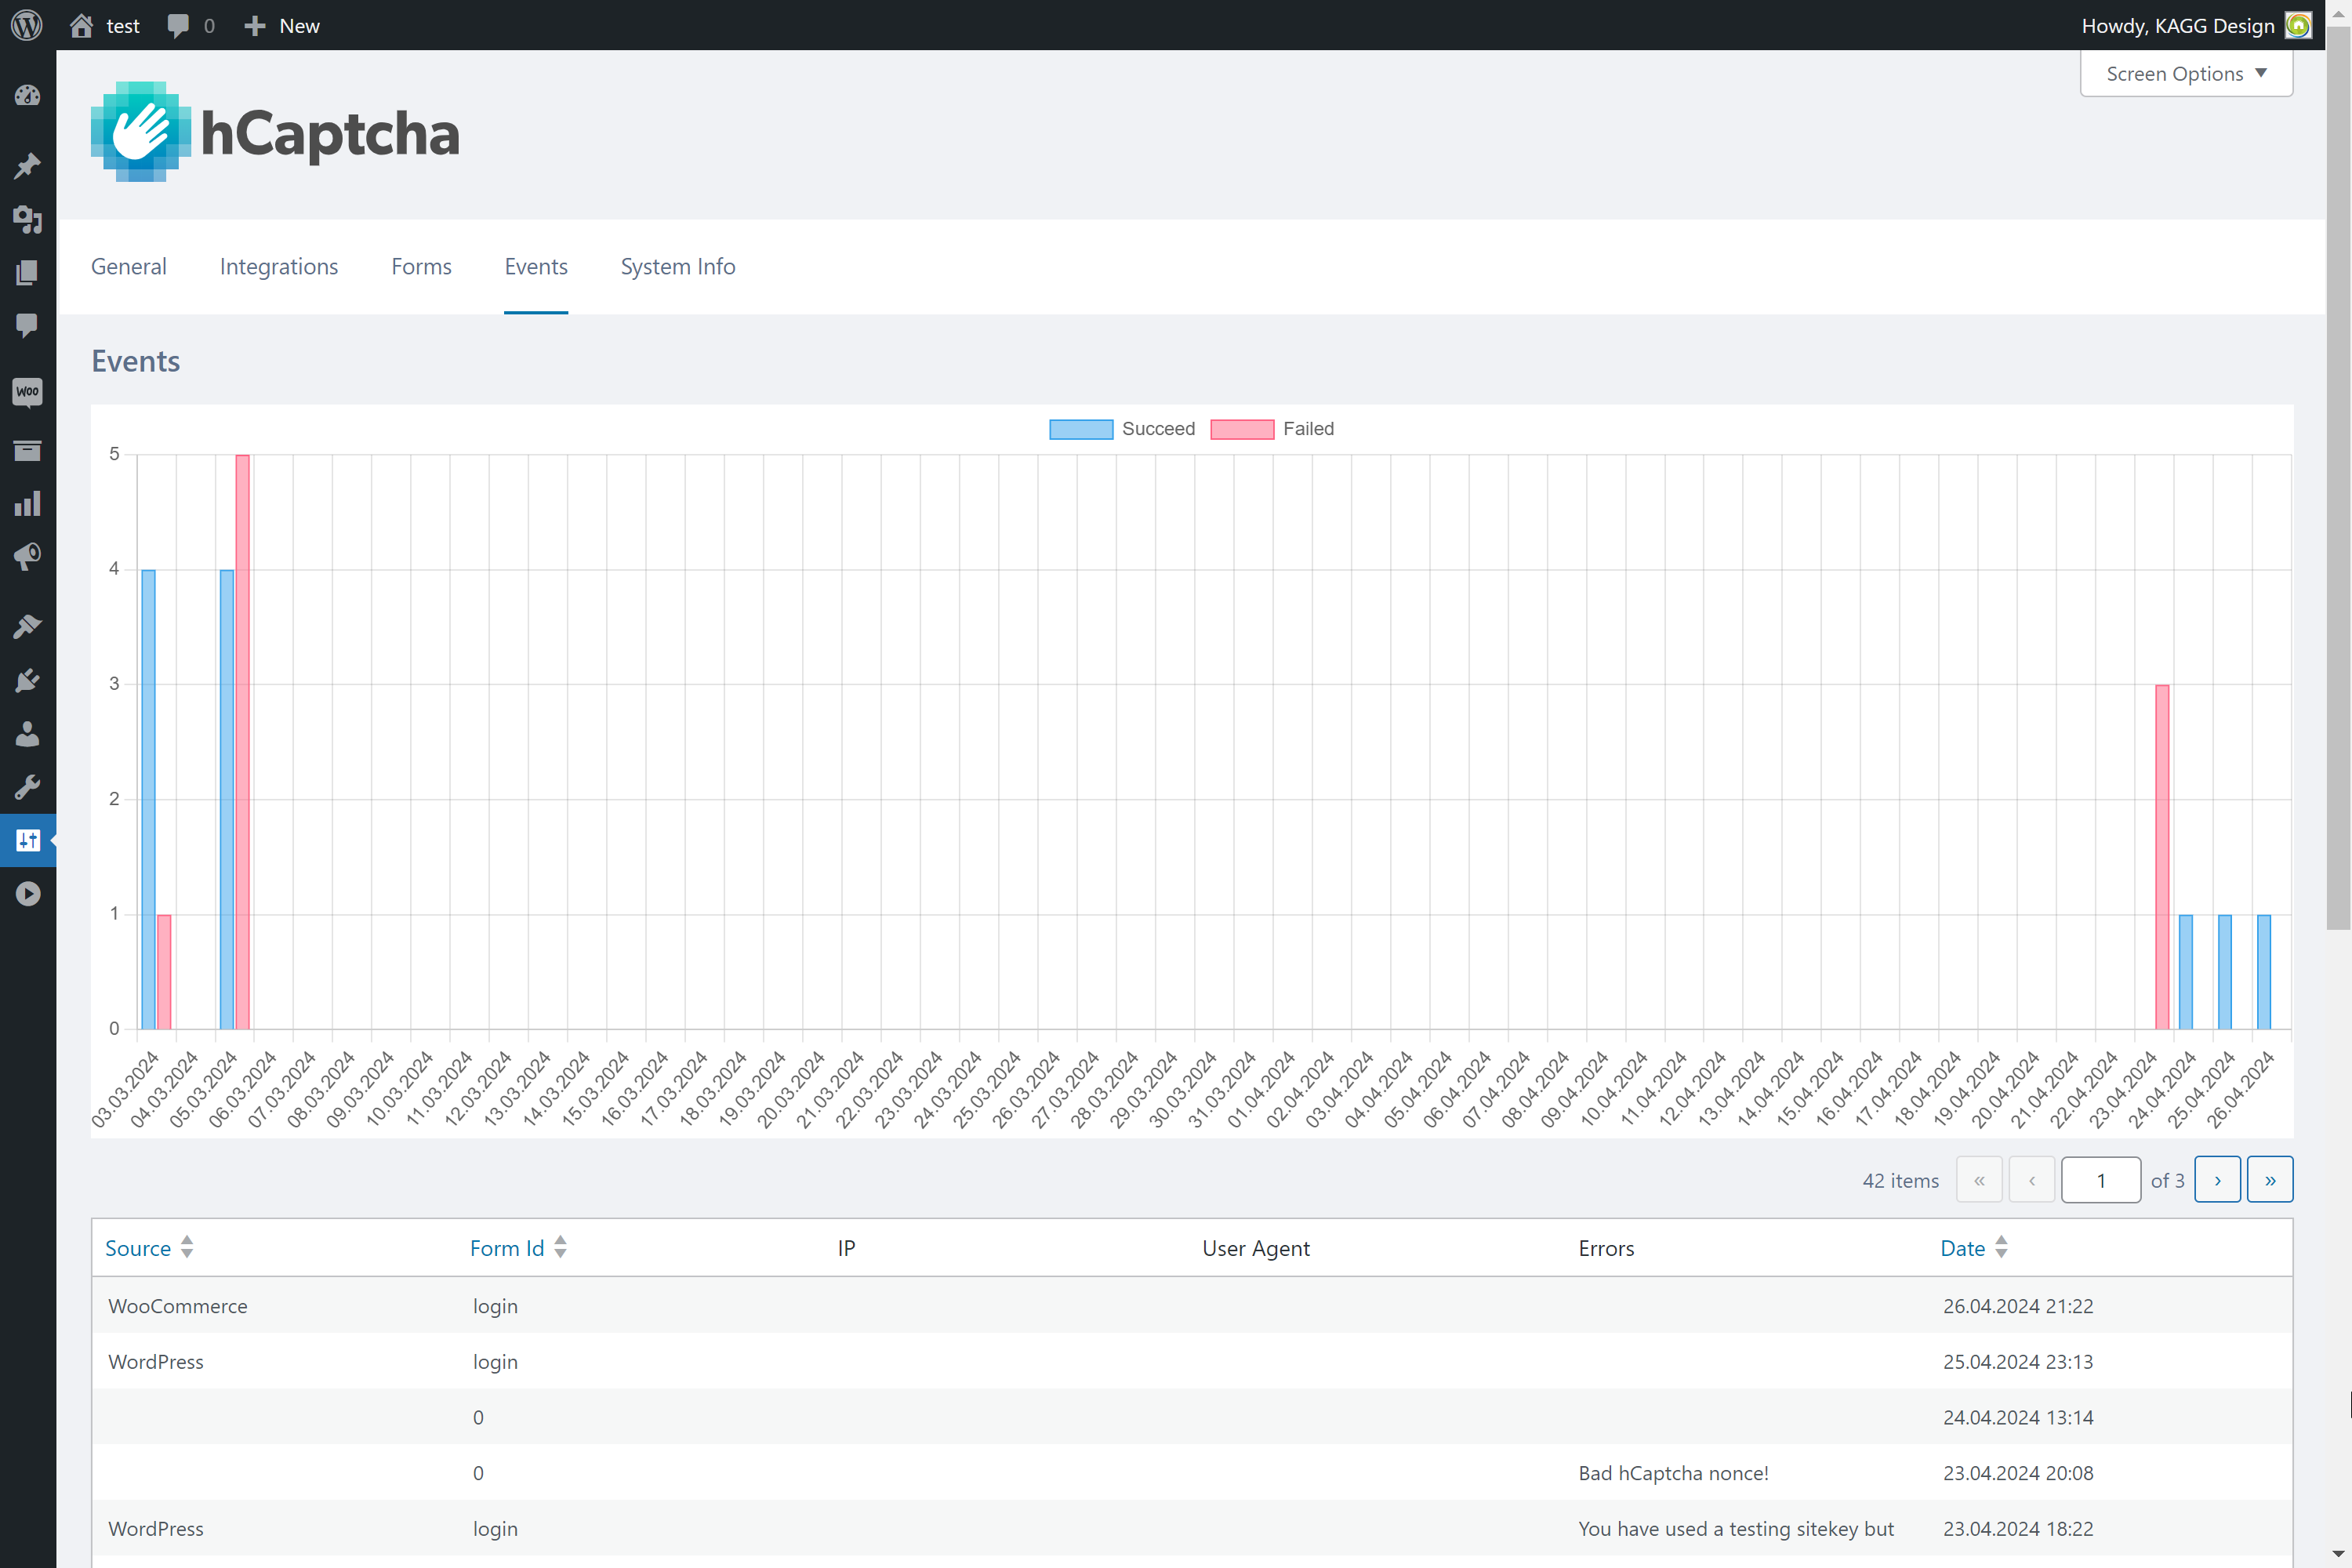 test 0 New Howdy, KAGG Design
Screen Options
hCaptcha
General Integrations Forms Events System Info
Events
Succeed Failed
5
4
3
2
1
0
03.03.2024 04.03.2024 05.03.2024 06.03.2024 07.03.2024 08.03.2024 09.03.2024 10.03.2024 11.03.2024 12.03.2024 13.03.2024 14.03.2024 15.03.2024 16.03.2024 17.03.2024 18.03.2024 19.03.2024 20.03.2024 21.03.2024 22.03.2024 23.03.2024 24.03.2024 25.03.2024 26.03.2024 27.03.2024 28.03.2024 29.03.2024 30.03.2024 31.03.2024 01.04.2024 02.04.2024 03.04.2024 04.04.2024 05.04.2024 06.04.2024 07.04.2024 08.04.2024 09.04.2024 10.04.2024 11.04.2024 12.04.2024 13.04.2024 14.04.2024 15.04.2024 16.04.2024 17.04.2024 18.04.2024 19.04.2024 20.04.2024 21.04.2024 22.04.2024 23.04.2024 24.04.2024 25.04.2024 26.04.2024
42 items « ‹ 1 of 3 › »
Source Form Id IP User Agent Errors Date
WooCommerce login 26.04.2024 21:22
WordPress login 25.04.2024 23:13
0 24.04.2024 13:14
0 Bad hCaptcha nonce! 23.04.2024 20:08
WordPress login You have used a testing sitekey but 23.04.2024 18:22
Woo